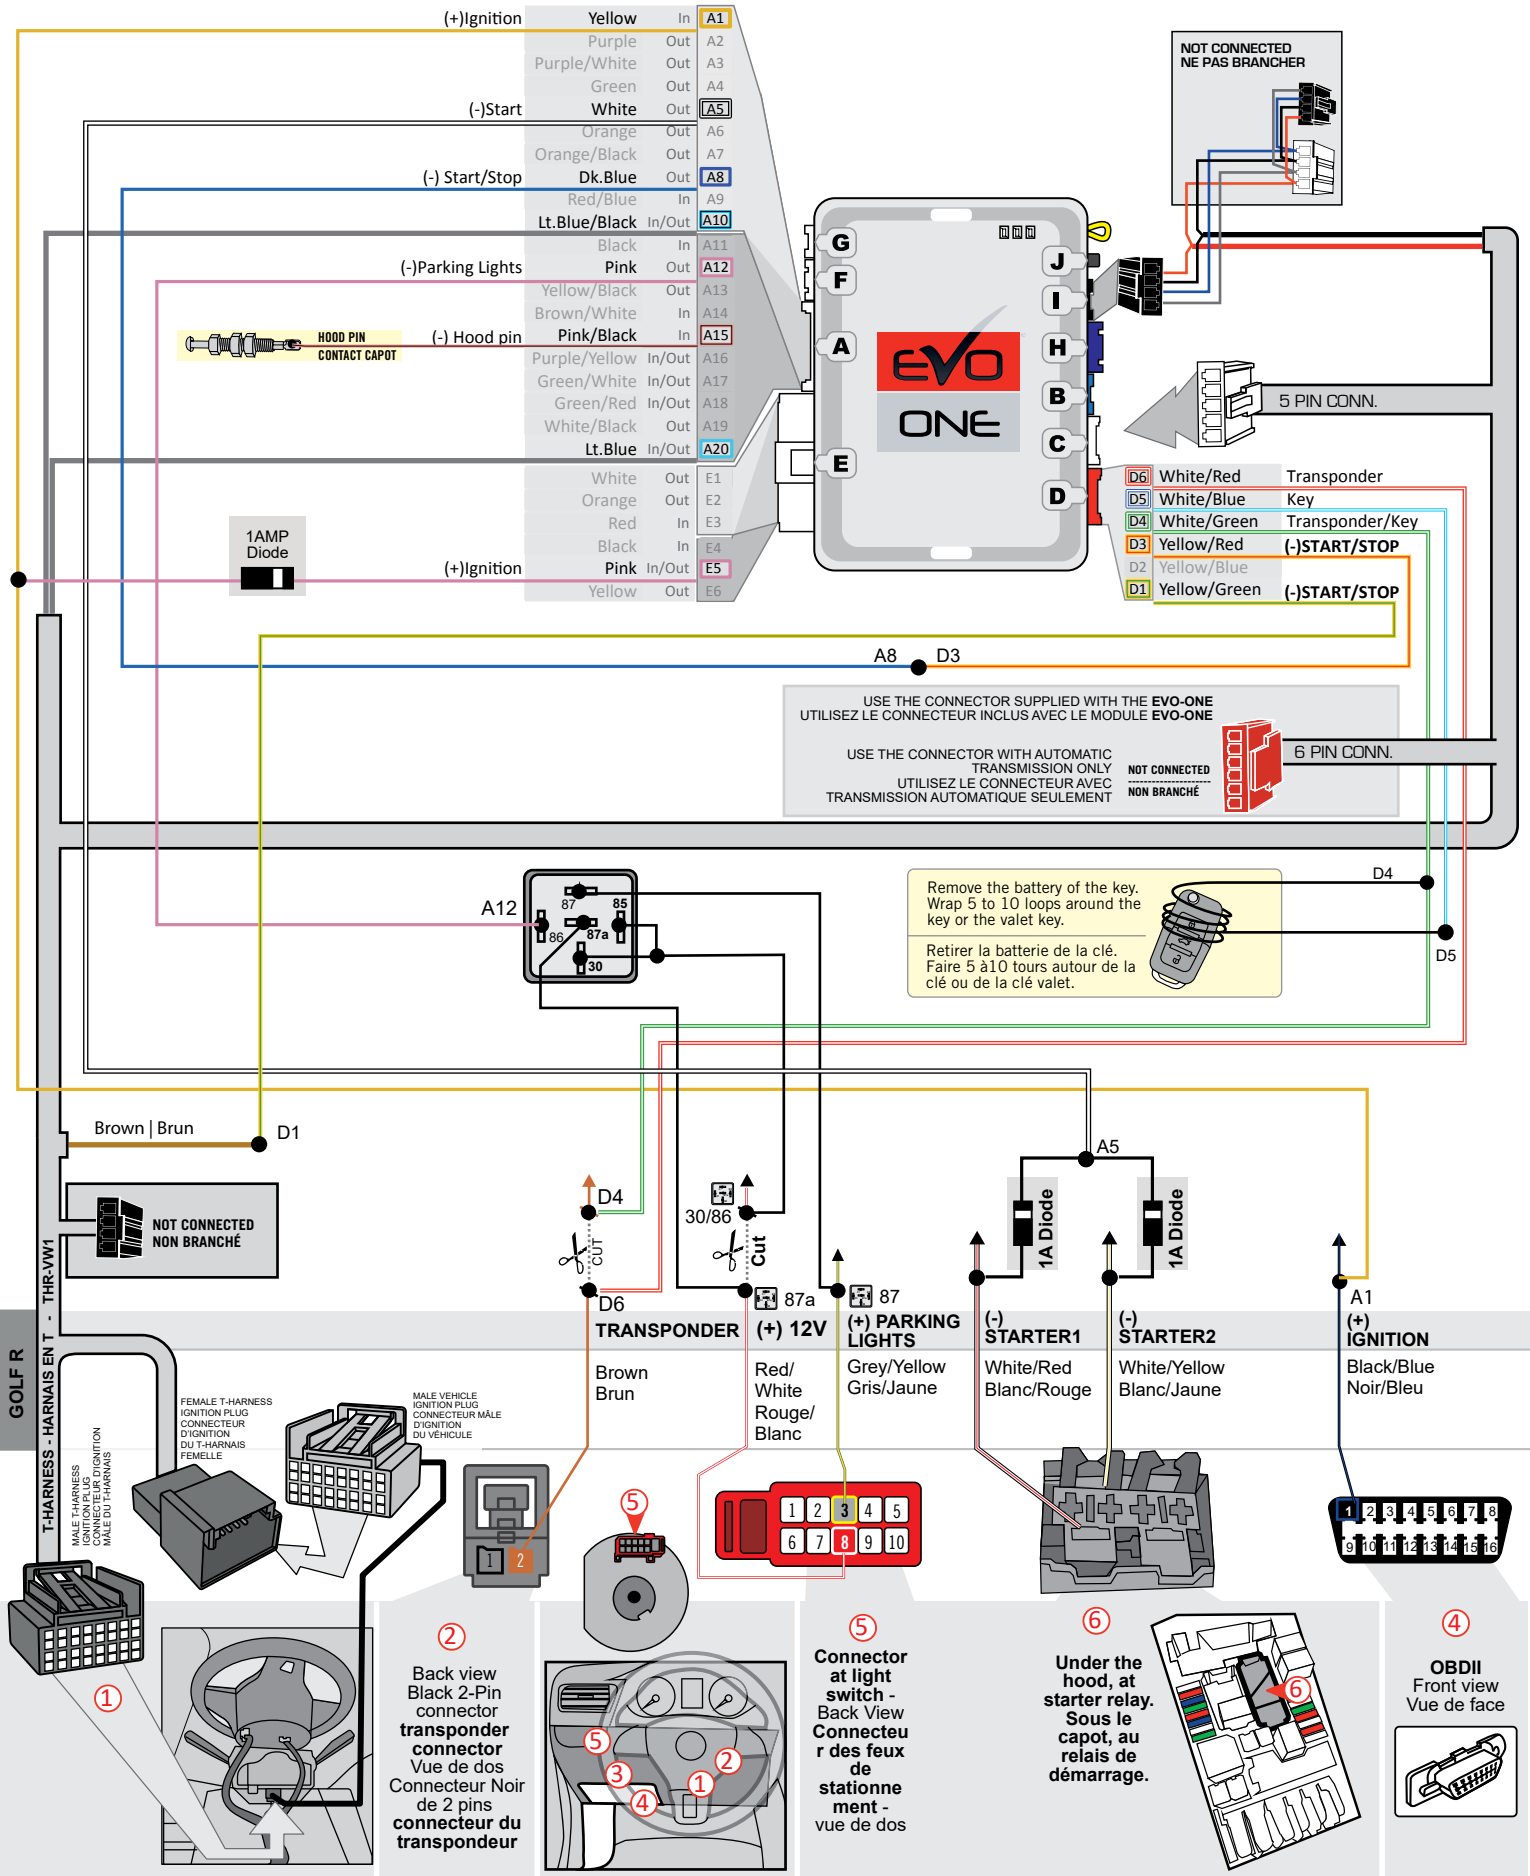 (+)Ignition Yellow In A1
Purple Out A2
Purple/White Out A3
Green Out A4
(-)Start White Out A5
Orange Out A6
Orange/Black Out A7
(-) Start/Stop Dk.Blue Out A8
Red/Blue In A9
Lt.Blue/Black In/Out A10
Black In A11
(-)Parking Lights Pink Out A12
Yellow/Black Out A13
Brown/White In A14
(-) Hood pin Pink/Black In A15
Purple/Yellow In/Out A16
Green/White In/Out A17
Green/Red In/Out A18
White/Black Out A19
Lt.Blue In/Out A20
White Out E1
Orange Out E2
Red In E3
Black In E4
(+)Ignition Pink In/Out E5
Yellow Out E6
HOOD PIN
CONTACT CAPOT
1AMP
Diode
NOT CONNECTED
NE PAS BRANCHER
G
F
A
E
J
I
H
B
C
D
EVO
ONE
5 PIN CONN.
D6 White/Red Transponder
D5 White/Blue Key
D4 White/Green Transponder/Key
D3 Yellow/Red (-)START/STOP
D2 Yellow/Blue
D1 Yellow/Green (-)START/STOP
A8 D3
USE THE CONNECTOR SUPPLIED WITH THE EVO-ONE
UTILISEZ LE CONNECTEUR INCLUS AVEC LE MODULE EVO-ONE
USE THE CONNECTOR WITH AUTOMATIC
TRANSMISSION ONLY
UTILISEZ LE CONNECTEUR AVEC
TRANSMISSION AUTOMATIQUE SEULEMENT
NOT CONNECTED
NON BRANCHÉ
6 PIN CONN.
A12
87
85
86
87a
30
Remove the battery of the key.
Wrap 5 to 10 loops around the
key or the valet key.
Retirer la batterie de la clé.
Faire 5 à10 tours autour de la
clé ou de la clé valet.
D4
D5
Brown | Brun
D1
NOT CONNECTED
NON BRANCHÉ
D4
CUT
D6
30/86
Cut
87a
87
A5
1A Diode
1A Diode
A1
GOLF R
T-HARNESS - HARNAIS EN T - THR-VW1
TRANSPONDER
Brown
Brun
(+) 12V
Red/
White
Rouge/
Blanc
(+) PARKING
LIGHTS
Grey/Yellow
Gris/Jaune
(-)
STARTER1
White/Red
Blanc/Rouge
(-)
STARTER2
White/Yellow
Blanc/Jaune
(+)
IGNITION
Black/Blue
Noir/Bleu
FEMALE T-HARNESS
IGNITION PLUG
CONNECTEUR
D'IGNITION
DU T-HARNAIS
FEMELLE
MALE VEHICLE
IGNITION PLUG
CONNECTEUR MÂLE
D'IGNITION
DU VÉHICULE
MALE T-HARNESS
IGNITION PLUG
CONNECTEUR D'IGNITION
MÂLE DU T-HARNAIS
1 2
5
1 2 3 4 5
6 7 8 9 10
1 2 3 4 5 6 7 8
9 10 11 12 13 14 15 16
1
2
Back view
Black 2-Pin
connector
transponder
connector
Vue de dos
Connecteur Noir
de 2 pins
connecteur du
transpondeur
5
3
4
1
2
5
Connector
at light
switch -
Back View
Connecteu
r des feux
de
stationne
ment -
vue de dos
6
Under the
hood, at
starter relay.
Sous le
capot, au
relais de
démarrage.
6
4
OBDII
Front view
Vue de face